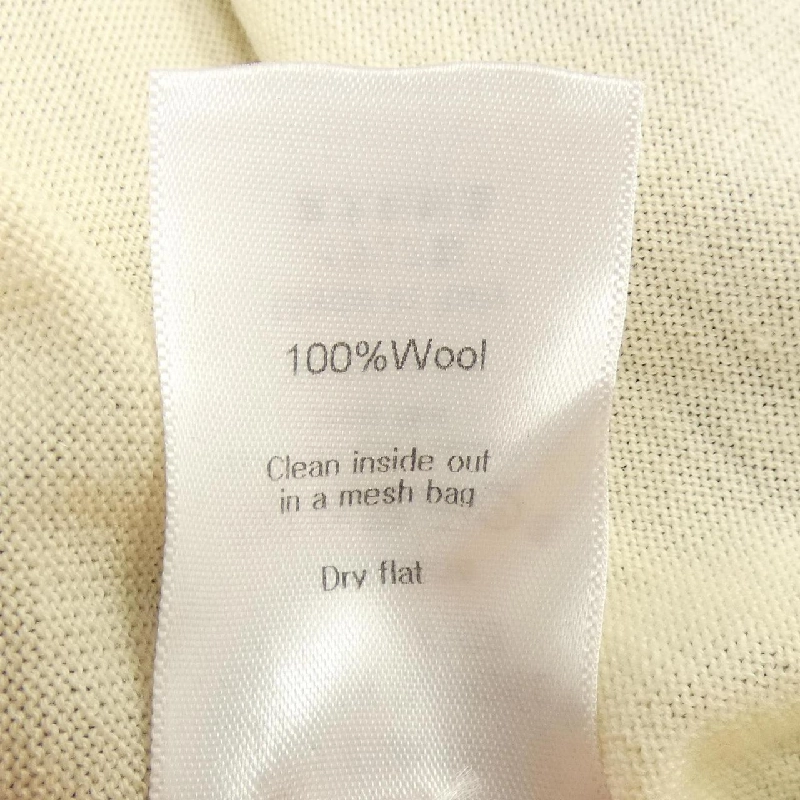 100%Wool
Clean inside out
in a mesh bag
Dry flat